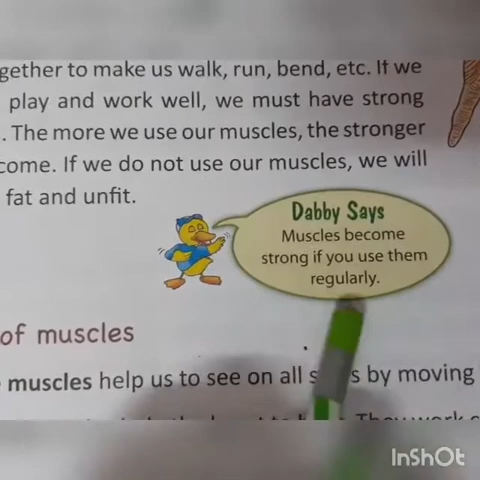 gether to make us walk, run, bend, etc. If we
play and work well, we must have strong
. The more we use our muscles, the stronger
come. If we do not use our muscles, we will
fat and unfit.
Dabby Says
Muscles become
strong if you use them
regularly.
of muscles
muscles help us to see on all by moving
InShOt